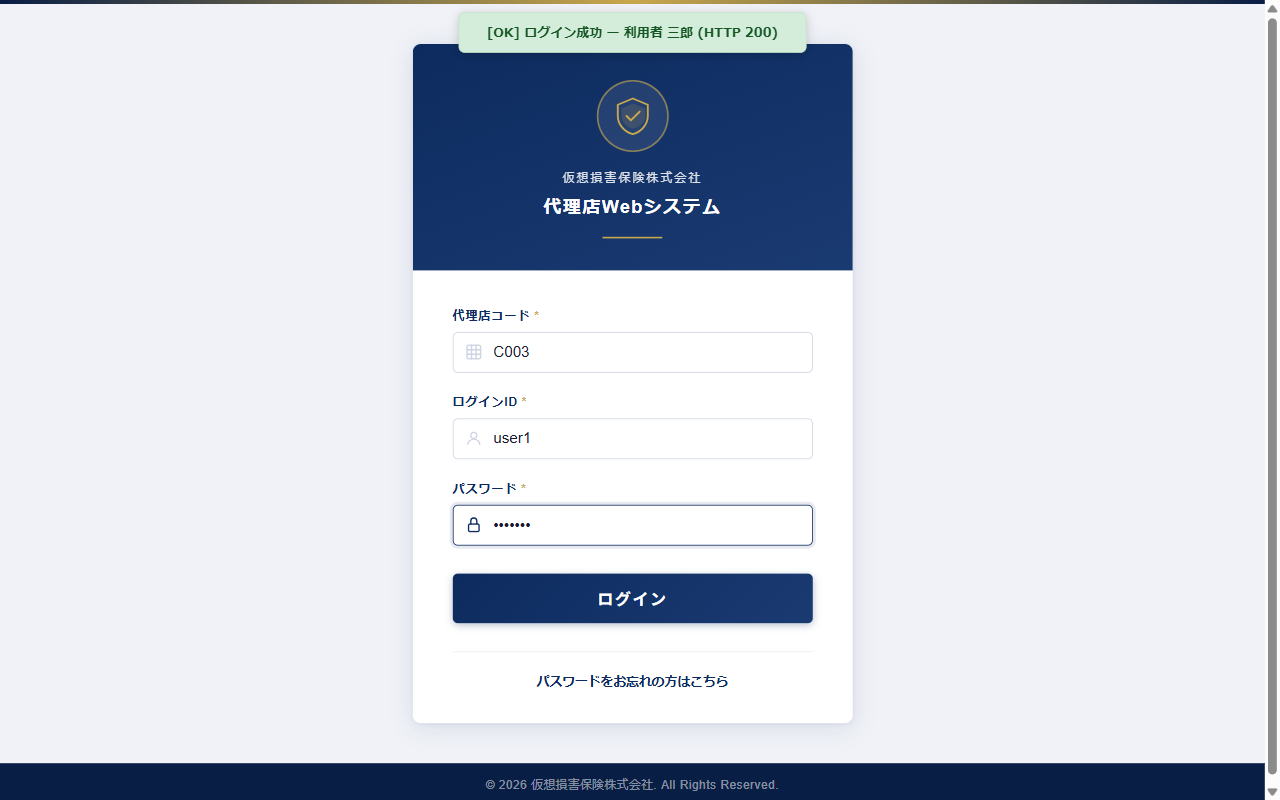 [OK] ログイン成功 — 利用者 三郎 (HTTP 200)
仮想損害保険株式会社
代理店Webシステム
代理店コード *
C003
ログインID *
user1
パスワード *
•••••••
ログイン
パスワードをお忘れの方はこちら
© 2026 仮想損害保険株式会社. All Rights Reserved.